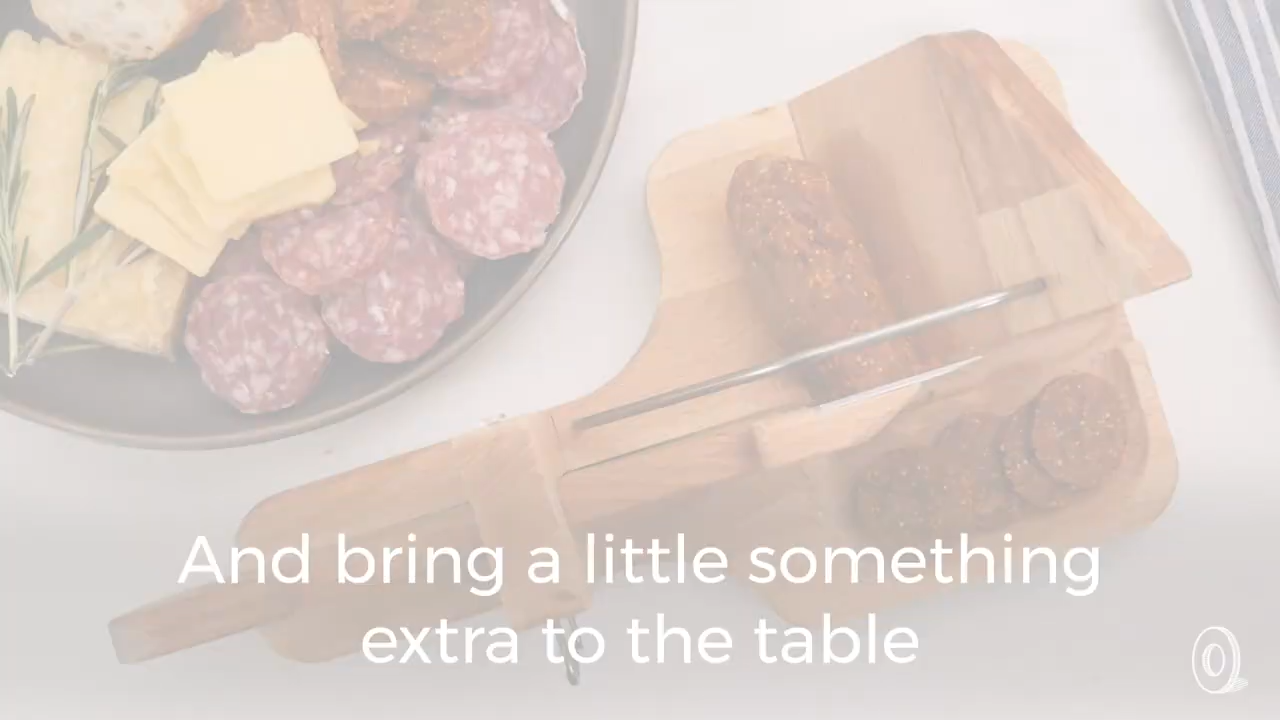 And bring a little something
extra to the table